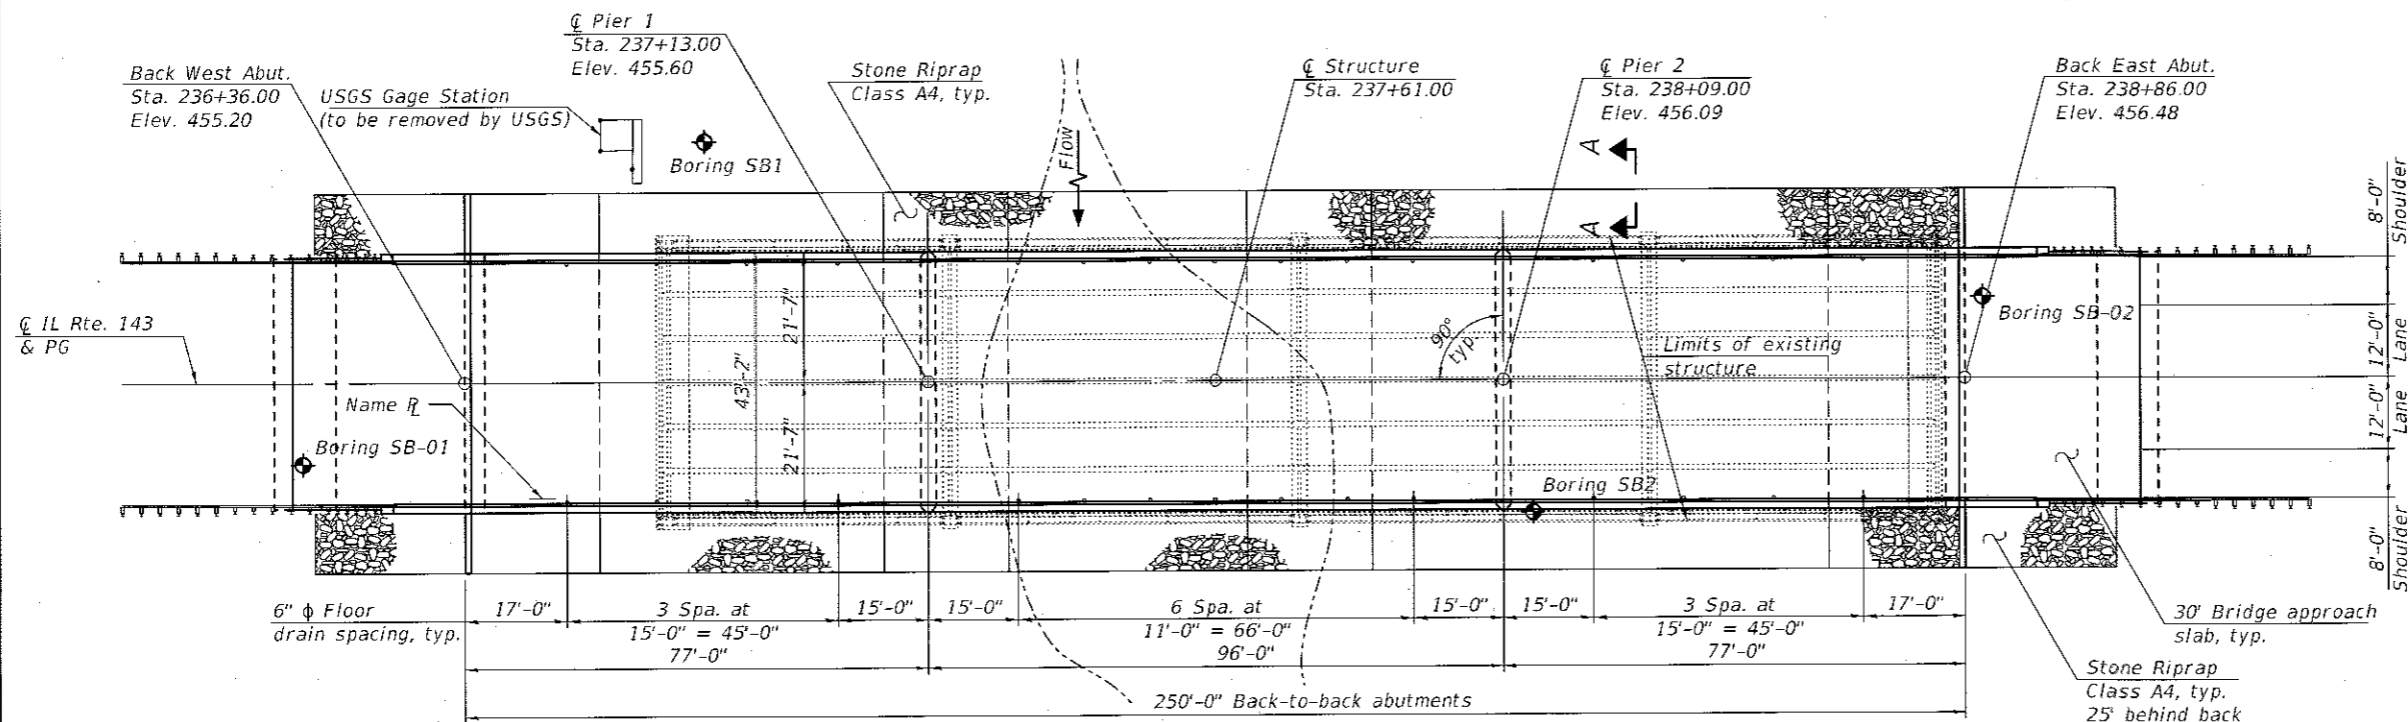 ℄ Pier 1
Sta. 237+13.00
Elev. 455.60
Back West Abut.
Sta. 236+36.00
Elev. 455.20
USGS Gage Station
(to be removed by USGS)
Boring SB1
Stone Riprap
Class A4, typ.
Flow
℄ Structure
Sta. 237+61.00
℄ Pier 2
Sta. 238+09.00
Elev. 456.09
A
A
Back East Abut.
Sta. 238+86.00
Elev. 456.48
8'-0"
Shoulder
12'-0"
Lane
12'-0"
Lane
8'-0"
Shoulder
℄ IL Rte. 143
& PG
Name PL
Boring SB-01
21'-7"
43'-2"
21'-7"
90°
typ.
Limits of existing
structure
Boring SB-02
Boring SB2
6" ϕ Floor
drain spacing, typ.
17'-0"
3 Spa. at
15'-0" = 45'-0"
15'-0"
15'-0"
6 Spa. at
11'-0" = 66'-0"
15'-0"
15'-0"
3 Spa. at
15'-0" = 45'-0"
17'-0"
77'-0"
96'-0"
77'-0"
250'-0" Back-to-back abutments
30' Bridge approach
slab, typ.
Stone Riprap
Class A4, typ.
25' behind back